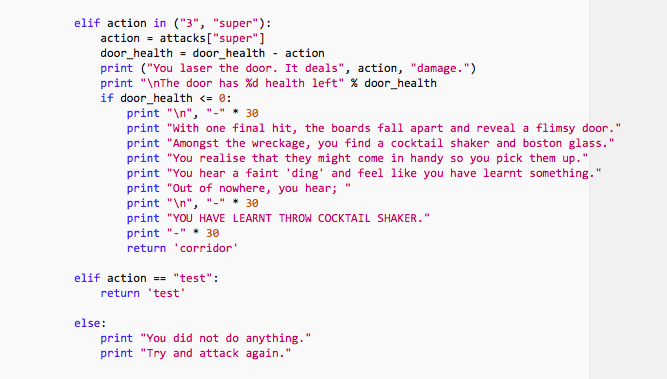 elif action in ("3", "super"):
action = attacks["super"]
door_health = door_health - action
print ("You laser the door. It deals", action, "damage.")
print "\nThe door has %d health left" % door_health
if door_health <= 0:
print "\n", "-" * 30
print "With one final hit, the boards fall apart and reveal a flimsy door."
print "Amongst the wreckage, you find a cocktail shaker and boston glass."
print "You realise that they might come in handy so you pick them up."
print "You hear a faint 'ding' and feel like you have learnt something."
print "Out of nowhere, you hear; "
print "\n", "-" * 30
print "YOU HAVE LEARNT THROW COCKTAIL SHAKER."
print "-" * 30
return 'corridor'
elif action == "test":
return 'test'
else:
print "You did not do anything."
print "Try and attack again."